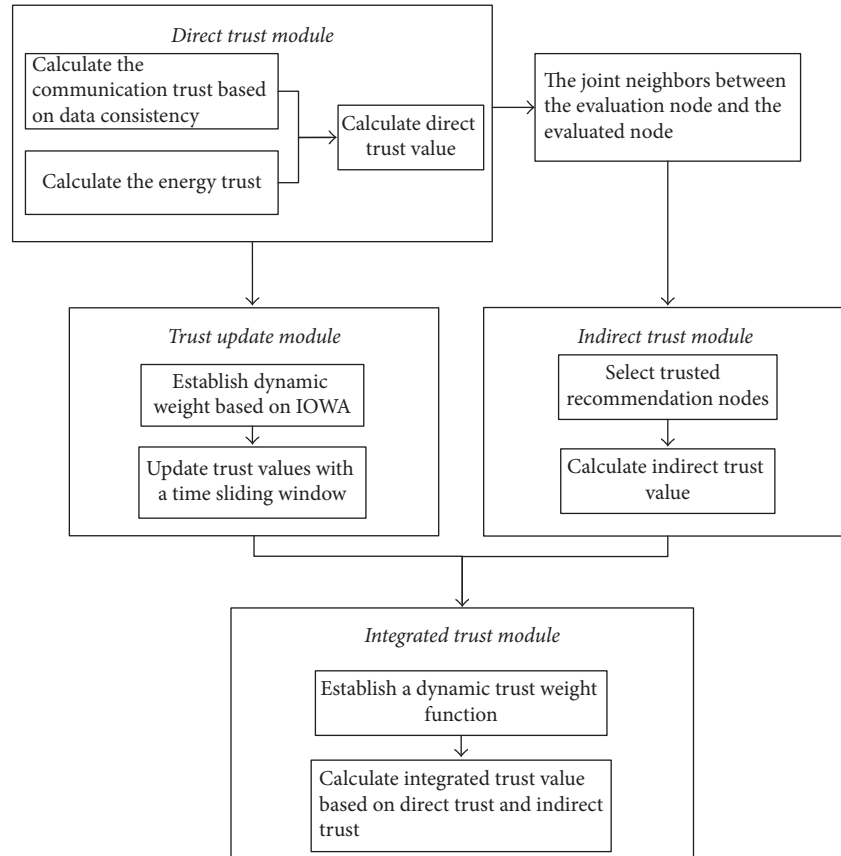 Direct trust module
Calculate the
communication trust based
on data consistency
Calculate the energy trust
Calculate direct
trust value
The joint neighbors between
the evaluation node and the
evaluated node
Trust update module
Establish dynamic
weight based on IOWA
Update trust values with
a time sliding window
Indirect trust module
Select trusted
recommendation nodes
Calculate indirect trust
value
Integrated trust module
Establish a dynamic trust weight
function
Calculate integrated trust value
based on direct trust and indirect
trust